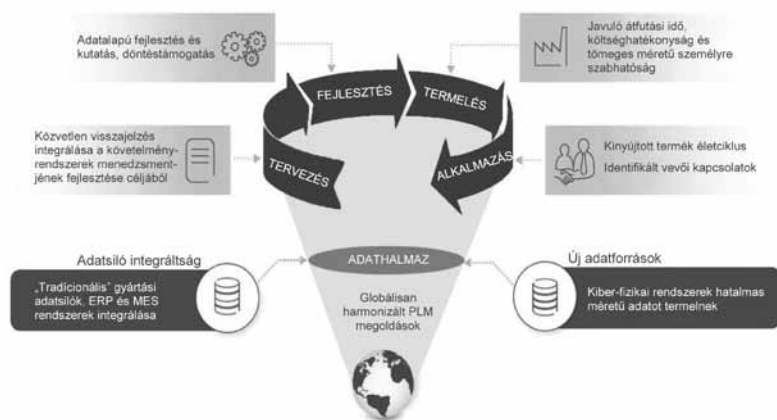 Adatalapú fejlesztés és
kutatás, döntéstámogatás
Javuló átfutási idő,
költséghatékonyság és
tömeges méretű személyre
szabhatóság
FEJLESZTÉS
TERMELÉS
Közvetlen visszajelzés
integrálása a követelmény-
rendszerek menedzsment-
jének fejlesztése céljából
TERVEZÉS
ALKALMAZÁS
Kinyújtott termék életciklus
Identifikált vevői kapcsolatok
Adatsiló integráltság
ADATHALMAZ
Új adatforrások
„Tradicionális” gyártási
adatsilók, ERP és MES
rendszerek integrálása
Globálisan
harmonizált PLM
megoldások
Kiber-fizikai rendszerek hatalmas
méretű adatot termelnek